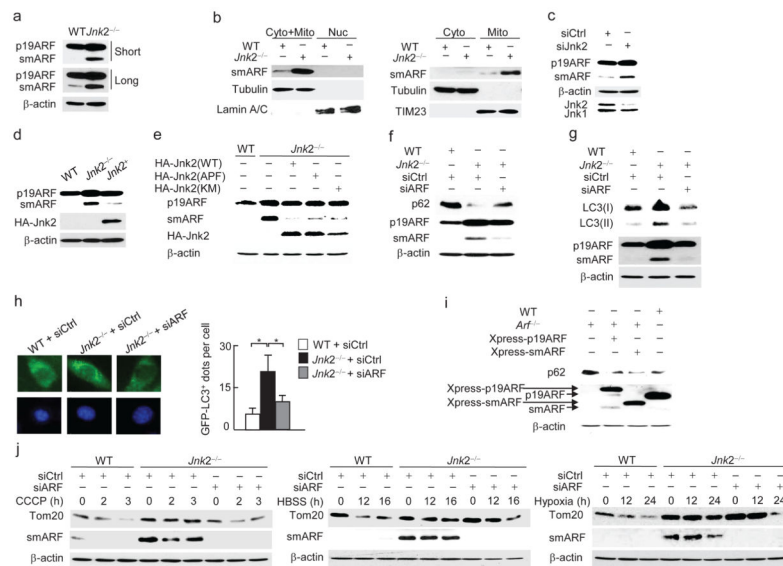 a
WT Jnk2–/–
p19ARF
smARF
Short
p19ARF
smARF
Long
β-actin
b
Cyto+Mito Nuc
WT + +
Jnk2–/– + +
smARF
Tubulin
Lamin A/C
Cyto Mito
WT + +
Jnk2–/– + +
smARF
Tubulin
TIM23
c
siCtrl +
siJnk2 +
p19ARF
smARF
Jnk2
Jnk1
β-actin
d
WT Jnk2–/– Jnk2+
p19ARF
smARF
HA-Jnk2
β-actin
e
WT Jnk2–/–
HA-Jnk2(WT) +
HA-Jnk2(APF) +
HA-Jnk2(KM) +
p19ARF
smARF
HA-Jnk2
β-actin
f
WT +
Jnk2–/– + +
siCtrl + +
siARF +
p62
p19ARF
smARF
β-actin
g
WT +
Jnk2–/– + +
siCtrl + +
siARF +
LC3(I)
LC3(II)
p19ARF
smARF
β-actin
h
WT + siCtrl
Jnk2–/– + siCtrl
Jnk2–/– + siARF
GFP-LC3+ dots per cell
30
15
0
* *
WT + siCtrl
Jnk2–/– + siCtrl
Jnk2–/– + siARF
i
WT +
Arf–/– + + +
Xpress-p19ARF +
Xpress-smARF +
p62
Xpress-p19ARF
p19ARF
Xpress-smARF
smARF
β-actin
j
WT Jnk2–/–
siCtrl + + + + + +
siARF + + +
CCCP (h) 0 2 3 0 2 3 0 2 3
Tom20
smARF
β-actin
WT Jnk2–/–
siCtrl + + + + + +
siARF + + +
HBSS (h) 0 12 16 0 12 16 0 12 16
Tom20
smARF
β-actin
WT Jnk2–/–
siCtrl + + + + + +
siARF + + +
Hypoxia (h) 0 12 24 0 12 24 0 12 24
Tom20
smARF
β-actin